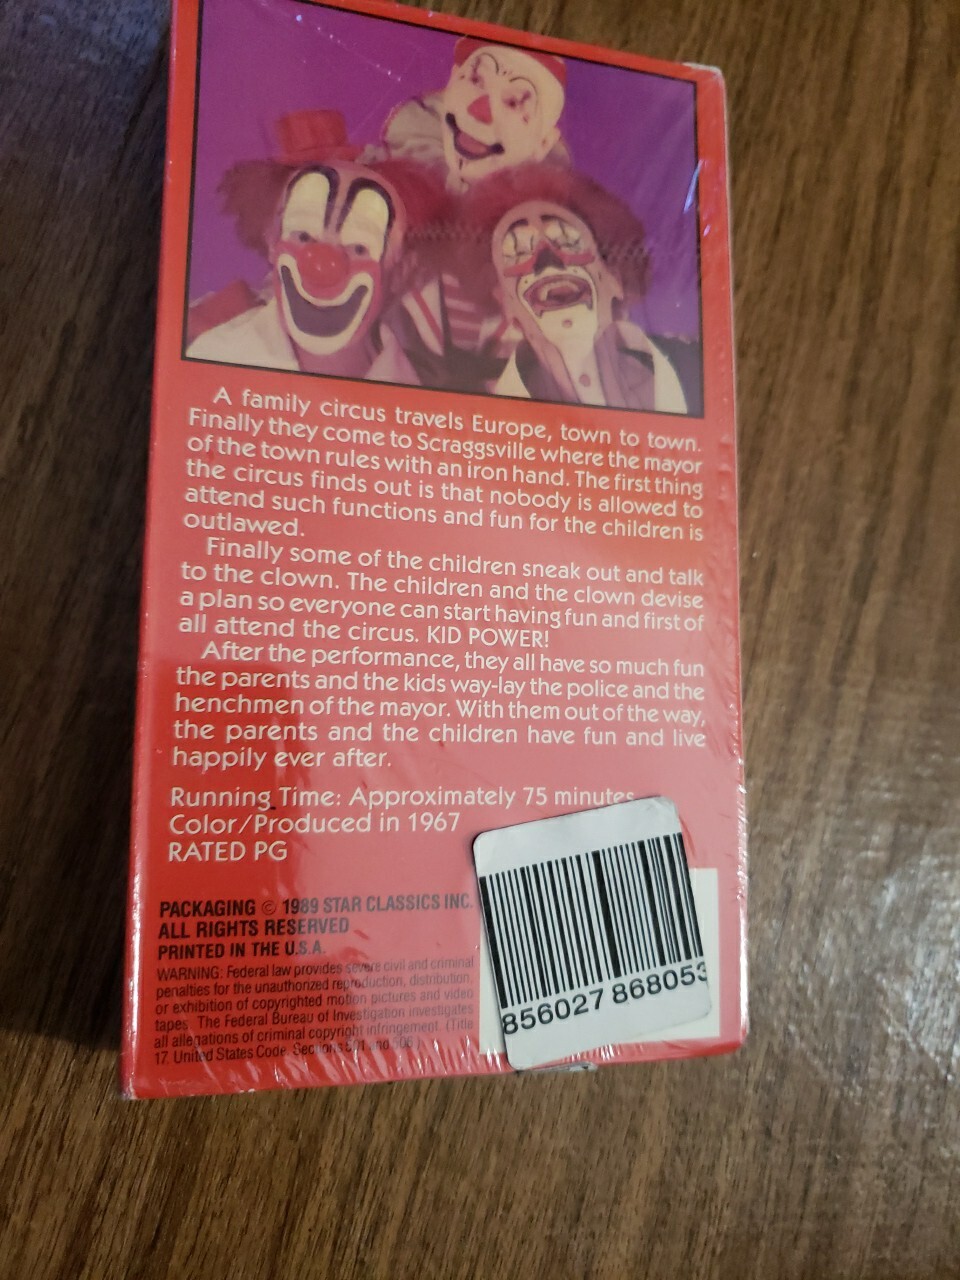 A family circus travels Europe, town to town.
Finally they come to Scraggsville where the mayor
of the town rules with an iron hand. The first thing
the circus finds out is that nobody is allowed to
attend such functions and fun for the children is
outlawed.
Finally some of the children sneak out and talk
to the clown. The children and the clown devise
a plan so everyone can start having fun and first of
all attend the circus. KID POWER!
After the performance, they all have so much fun
the parents and the kids way-lay the police and the
henchmen of the mayor. With them out of the way,
the parents and the children have fun and live
happily ever after.
Running Time: Approximately 75 minutes
Color/Produced in 1967
RATED PG
PACKAGING © 1989 STAR CLASSICS INC.
ALL RIGHTS RESERVED
PRINTED IN THE U.S.A.
WARNING: Federal law provides severe civil and criminal
penalties for the unauthorized reproduction, distribution,
or exhibition of copyrighted motion pictures and video
tapes. The Federal Bureau of Investigation investigates
all allegations of criminal copyright infringement. (Title
17, United States Code, Sections 501 and 506.)
856027 868053